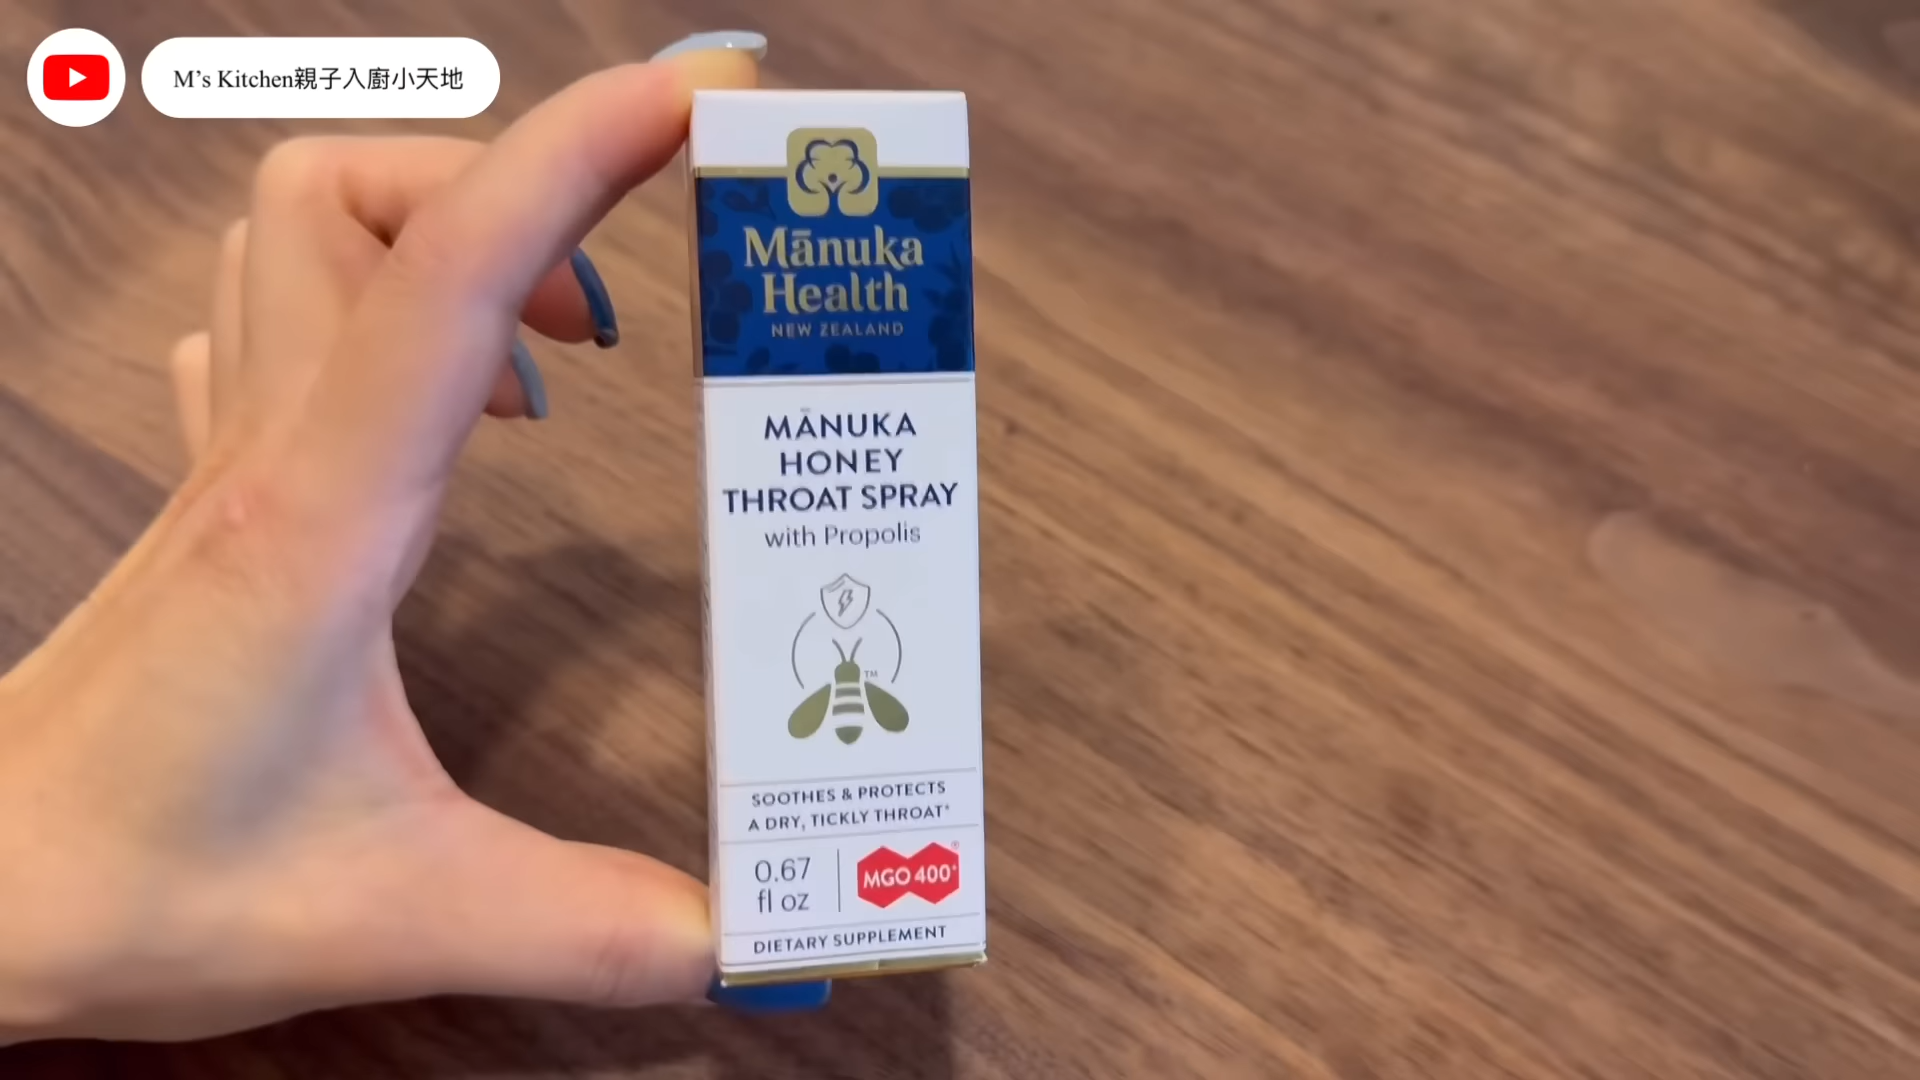 M’s Kitchen親子入廚小天地
Mānuka
Health
NEW ZEALAND
MĀNUKA
HONEY
THROAT SPRAY
with Propolis
TM
SOOTHES & PROTECTS
A DRY, TICKLY THROAT*
0.67
fl oz
MGO 400+
®
DIETARY SUPPLEMENT